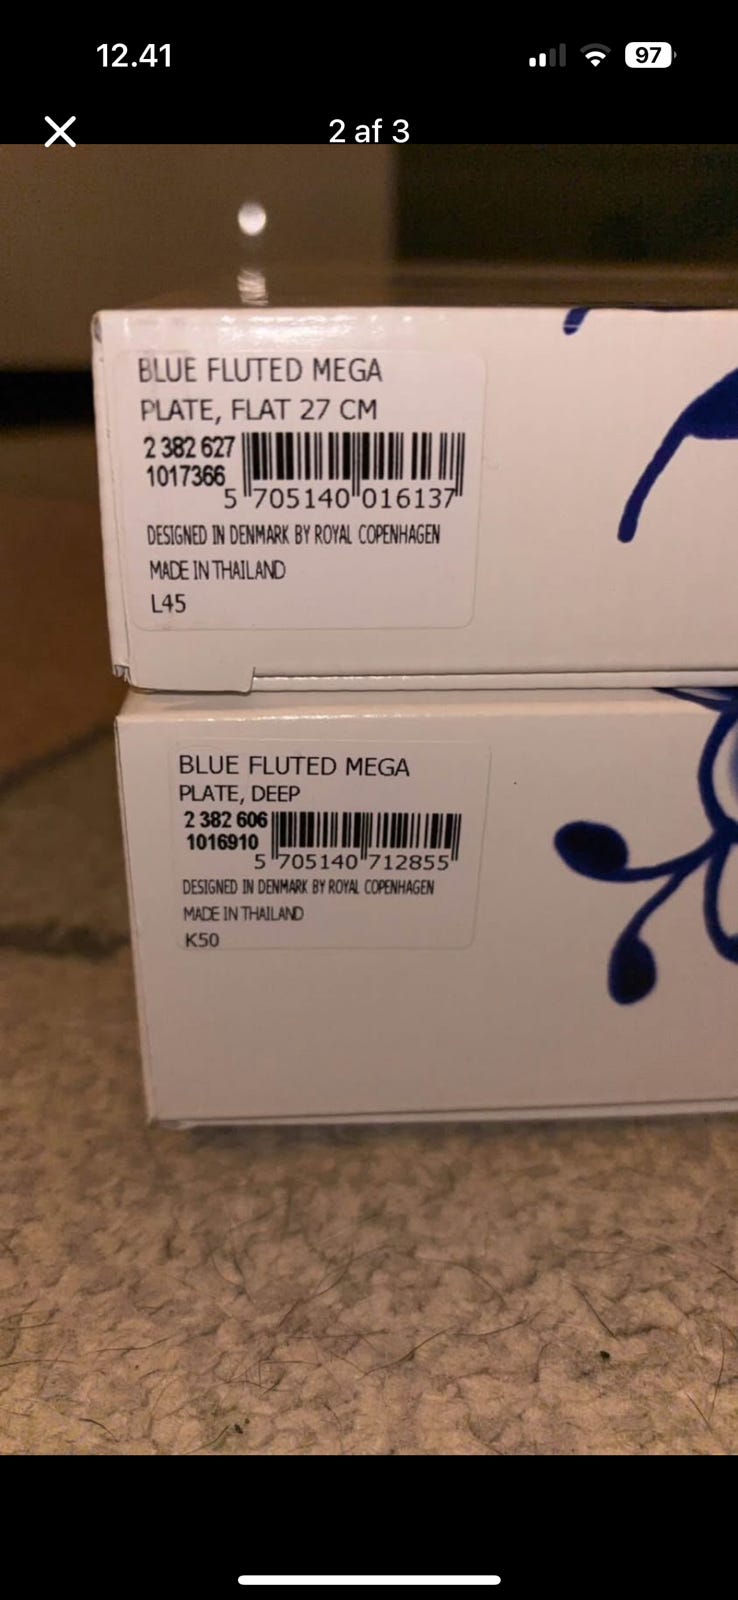 12.41
97
2 af 3
BLUE FLUTED MEGA
PLATE, FLAT 27 CM
2 382 627
1017366
5 705140 016137
DESIGNED IN DENMARK BY ROYAL COPENHAGEN
MADE IN THAILAND
L45
BLUE FLUTED MEGA
PLATE, DEEP
2 382 606
1016910
5 705140 712855
DESIGNED IN DENMARK BY ROYAL COPENHAGEN
MADE IN THAILAND
K50